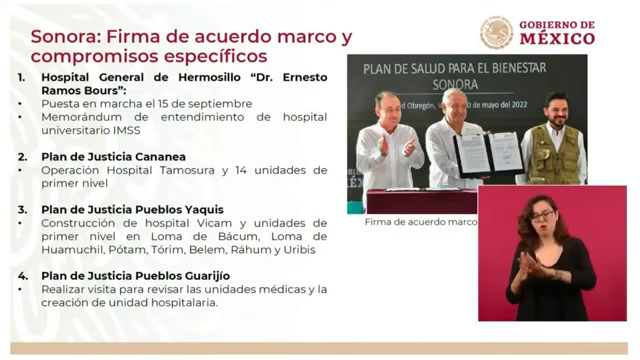 Sonora: Firma de acuerdo marco y
compromisos específicos
GOBIERNO DE
MÉXICO
1. Hospital General de Hermosillo “Dr. Ernesto
Ramos Bours”:
• Puesta en marcha el 15 de septiembre
• Memorándum de entendimiento de hospital
universitario IMSS
2. Plan de Justicia Cananea
• Operación Hospital Tamosura y 14 unidades de
primer nivel
3. Plan de Justicia Pueblos Yaquis
• Construcción de hospital Vicam y unidades de
primer nivel en Loma de Bácum, Loma de
Huamuchil, Pótam, Tórim, Belem, Ráhum y Uribis
4. Plan de Justicia Pueblos Guarijío
• Realizar visita para revisar las unidades médicas y la
creación de unidad hospitalaria.
PLAN DE SALUD PARA EL BIENESTAR
SONORA
d Obregón, 0 de mayo del 2022
Firma de acuerdo marco